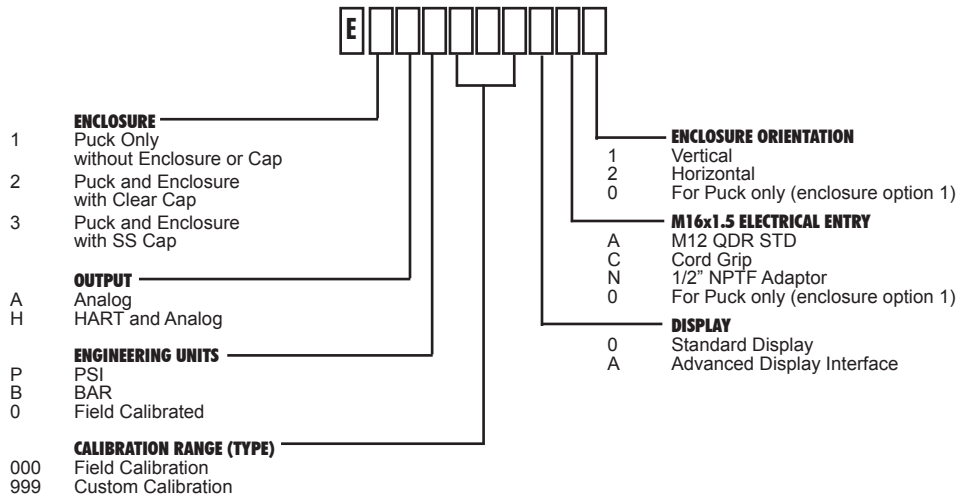 E
ENCLOSURE
1 Puck Only
without Enclosure or Cap
2 Puck and Enclosure
with Clear Cap
3 Puck and Enclosure
with SS Cap
OUTPUT
A Analog
H HART and Analog
ENGINEERING UNITS
P PSI
B BAR
0 Field Calibrated
CALIBRATION RANGE (TYPE)
000 Field Calibration
999 Custom Calibration
ENCLOSURE ORIENTATION
1 Vertical
2 Horizontal
0 For Puck only (enclosure option 1)
M16x1.5 ELECTRICAL ENTRY
A M12 QDR STD
C Cord Grip
N 1/2” NPTF Adaptor
0 For Puck only (enclosure option 1)
DISPLAY
0 Standard Display
A Advanced Display Interface